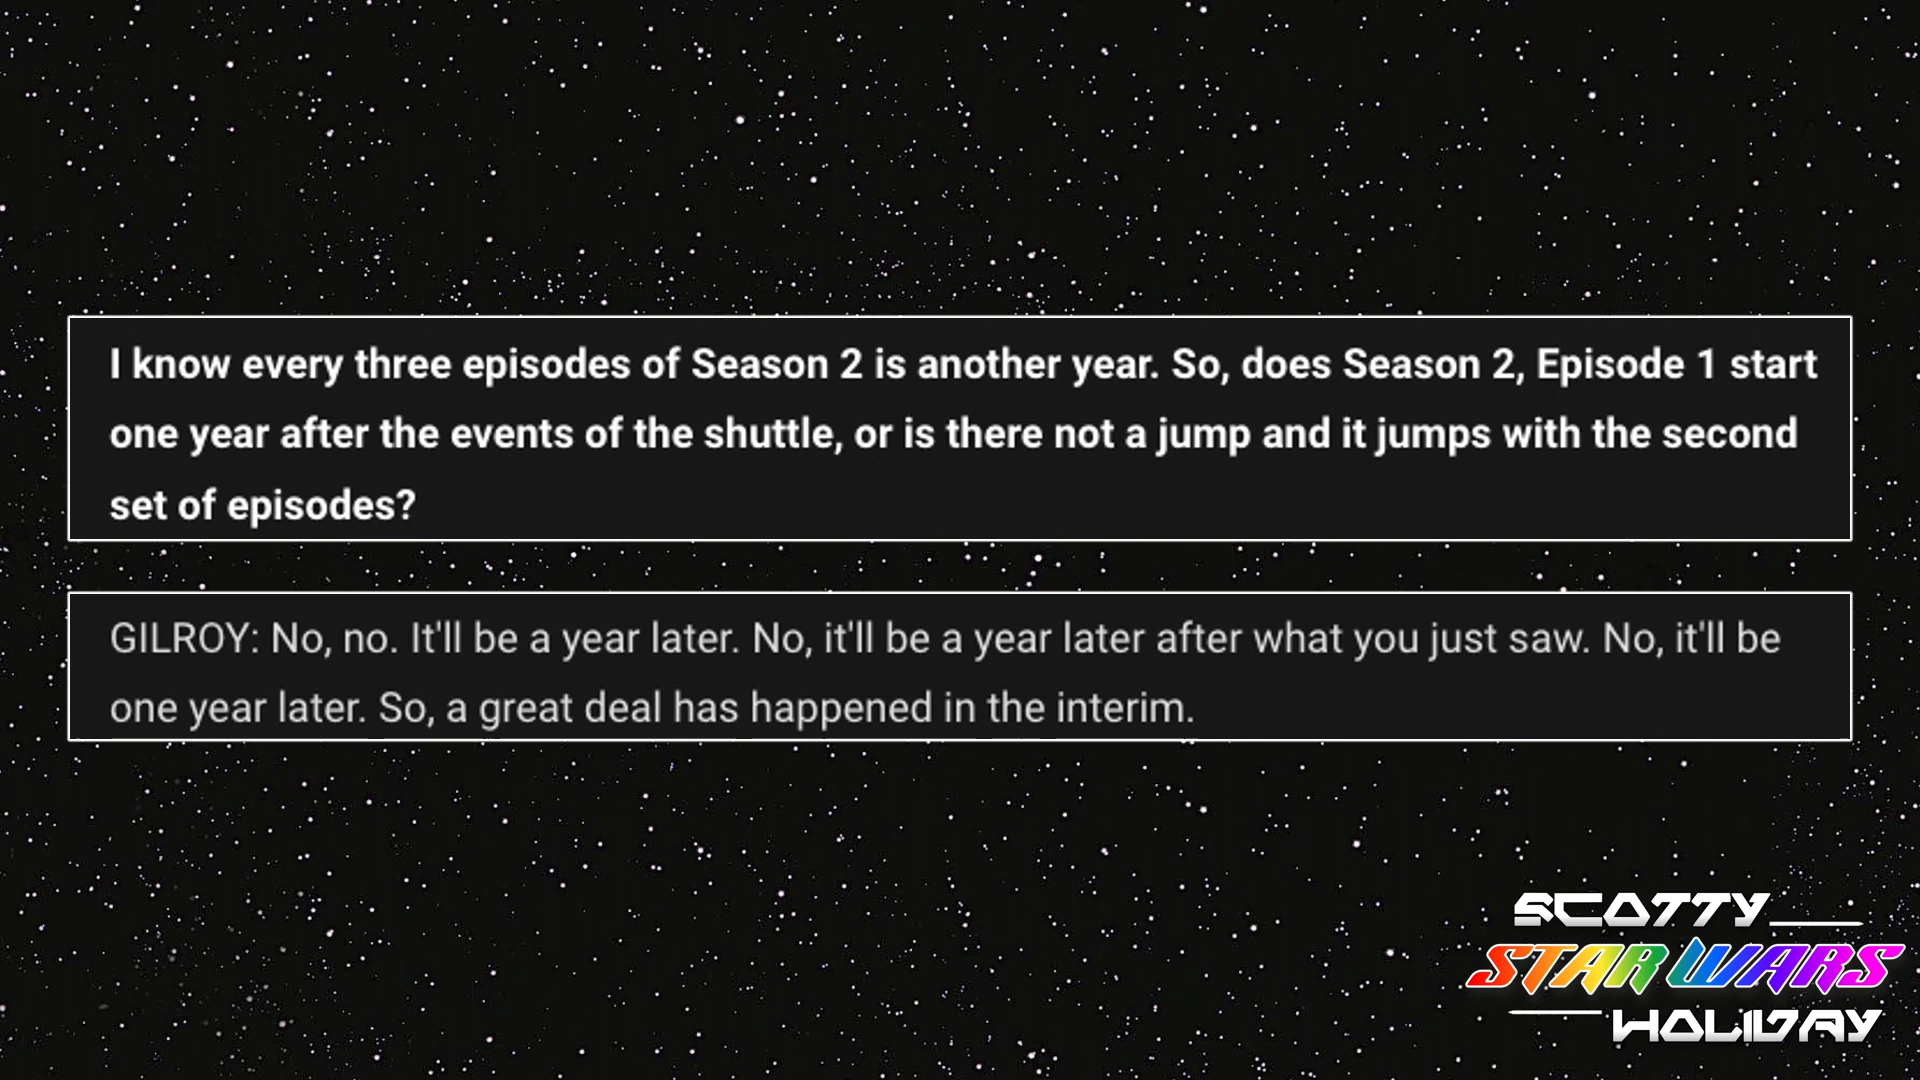 I know every three episodes of Season 2 is another year. So, does Season 2, Episode 1 start
one year after the events of the shuttle, or is there not a jump and it jumps with the second
set of episodes?
GILROY: No, no. It'll be a year later. No, it'll be a year later after what you just saw. No, it'll be
one year later. So, a great deal has happened in the interim.
SCOTTY
STAR WARS
HOLIDAY